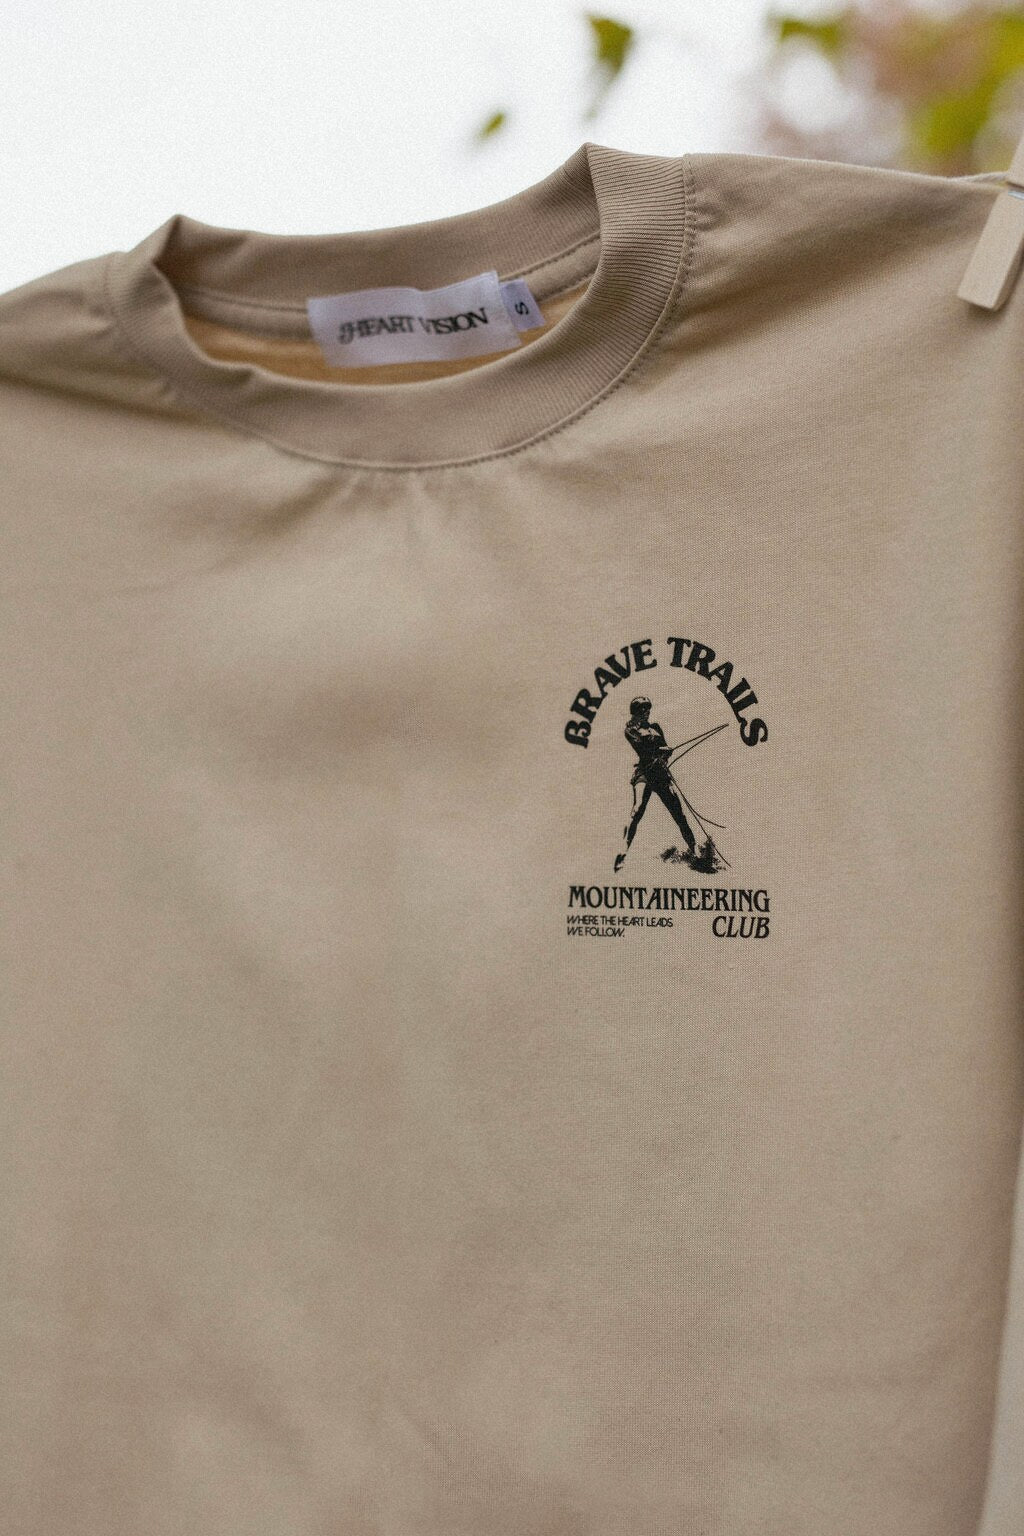 HEART VISION
S
BRAVE TRAILS
MOUNTAINEERING
CLUB
WHERE THE HEART LEADS
WE FOLLOW.